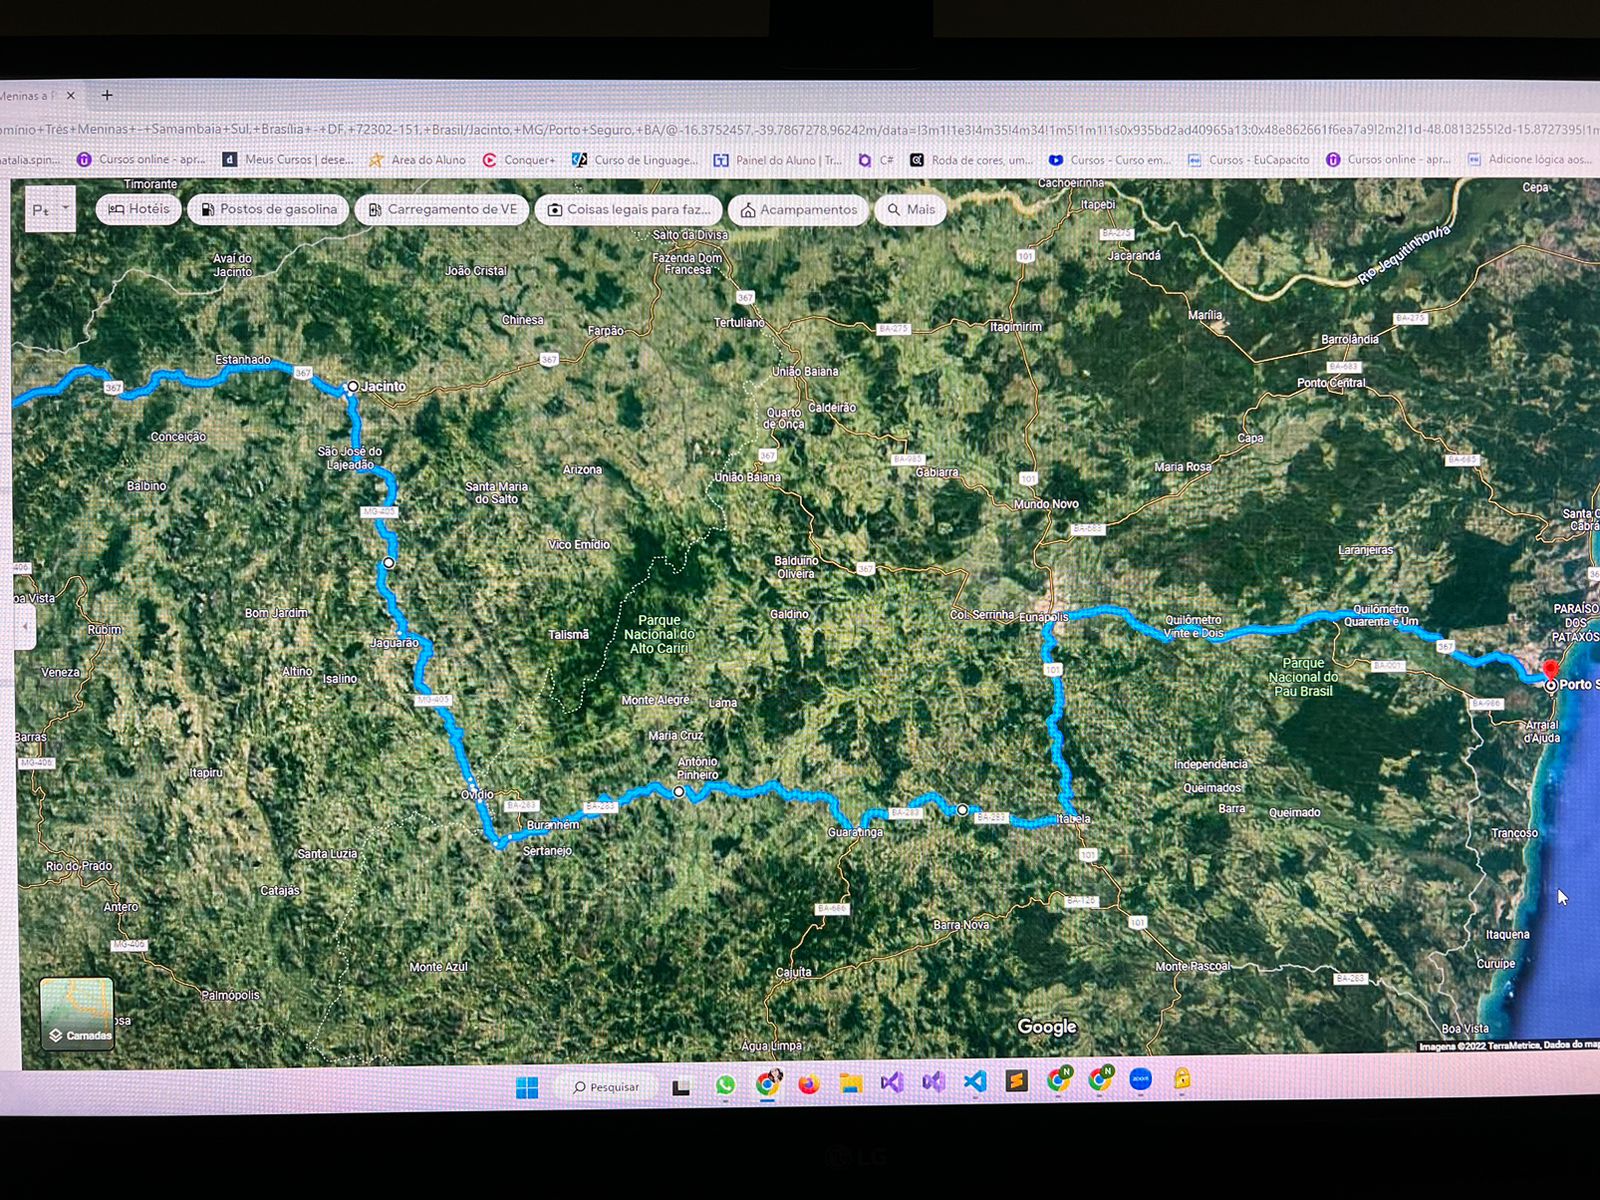 Meninas a
omínio+Três+Meninas+-+Samambaia+Sul,+Brasília+-+DF,+72302-151,+Brasil/Jacinto,+MG/Porto+Seguro,+BA/@-16.3752457,-39.7867278,96242m/data=!3m1!1e3!4m35!4m34!1m5!1m1!1s0x935bd2ad40965a13:0x48e862661f6ea7a9!2m2!1d-48.0813255!2d-15.8727395!1m
atalia.spin... Cursos online - apr... Meus Cursos | dese... Área do Aluno Conquer+ Curso de Linguage... Painel do Aluno | Tr... C# Roda de cores, um... Cursos - Curso em... Cursos - EuCapacito Cursos online - apr... Adicione lógica aos...
Timorante
Cachoeirinha
Cepa
Hotéis Postos de gasolina Carregamento de VE Coisas legais para faz... Acampamentos Mais
Itapebi
Salto da Divisa
BA-275
Rio Jequitinhonha
Avaí do
Jacinto
João Cristal
Fazenda Dom
Francesa
101
Jacarandá
367
Chinesa
Farpão
Tertuliano
BA-275
Itagimirim
Marília
BA-275
Barrolândia
Estanhado
367
367
367
BA-683
União Baiana
Jacinto
Ponto Central
Conceição
Quarto
de Onça
Caldeirão
Capa
São José do
Lajeadão
367
BA-985
BA-685
Arizona
Gabiarra
Maria Rosa
União Baiana
101
Balbino
Santa Maria
do Salto
Mundo Novo
MG-405
Santa C
Cabrá
BA-686
Vico Emídio
Laranjeiras
406
Balduino
Oliveira
367
36
oa Vista
Bom Jardim
Galdino
Col. Serrinha
Eunápolis
Quilômetro
Vinte e Dois
Quilômetro
Quarenta e Um
PARAÍSO
DOS
PATAXÓS
Rubim
Jaguarão
Talismã
Parque
Nacional do
Alto Cariri
367
Veneza
Altino
Isalino
101
Parque
Nacional do
Pau Brasil
BA-001
Porto S
MG-405
Monte Alegre
Lama
BA-986
Barras
Maria Cruz
Arraial
d'Ajuda
MG-406
Itapiru
Antônio
Pinheiro
Independência
Queimados
Ovídio
BA-283
BA-283
BA-283
BA-283
Barra
Queimado
Buranhém
Guaratinga
Itabela
Trancoso
Santa Luzia
Sertanejo
101
Rio do Prado
Catajás
Antero
BA-686
Barra Nova
101
MG-406
Itaquena
Monte Azul
Cajuíta
Monte Pascoal
BA-283
Curuípe
Palmópolis
osa
Camadas
Google
Boa Vista
Água Limpa
Imagens ©2022 TerraMetrics, Dados do map
Pesquisar
zoom
LG